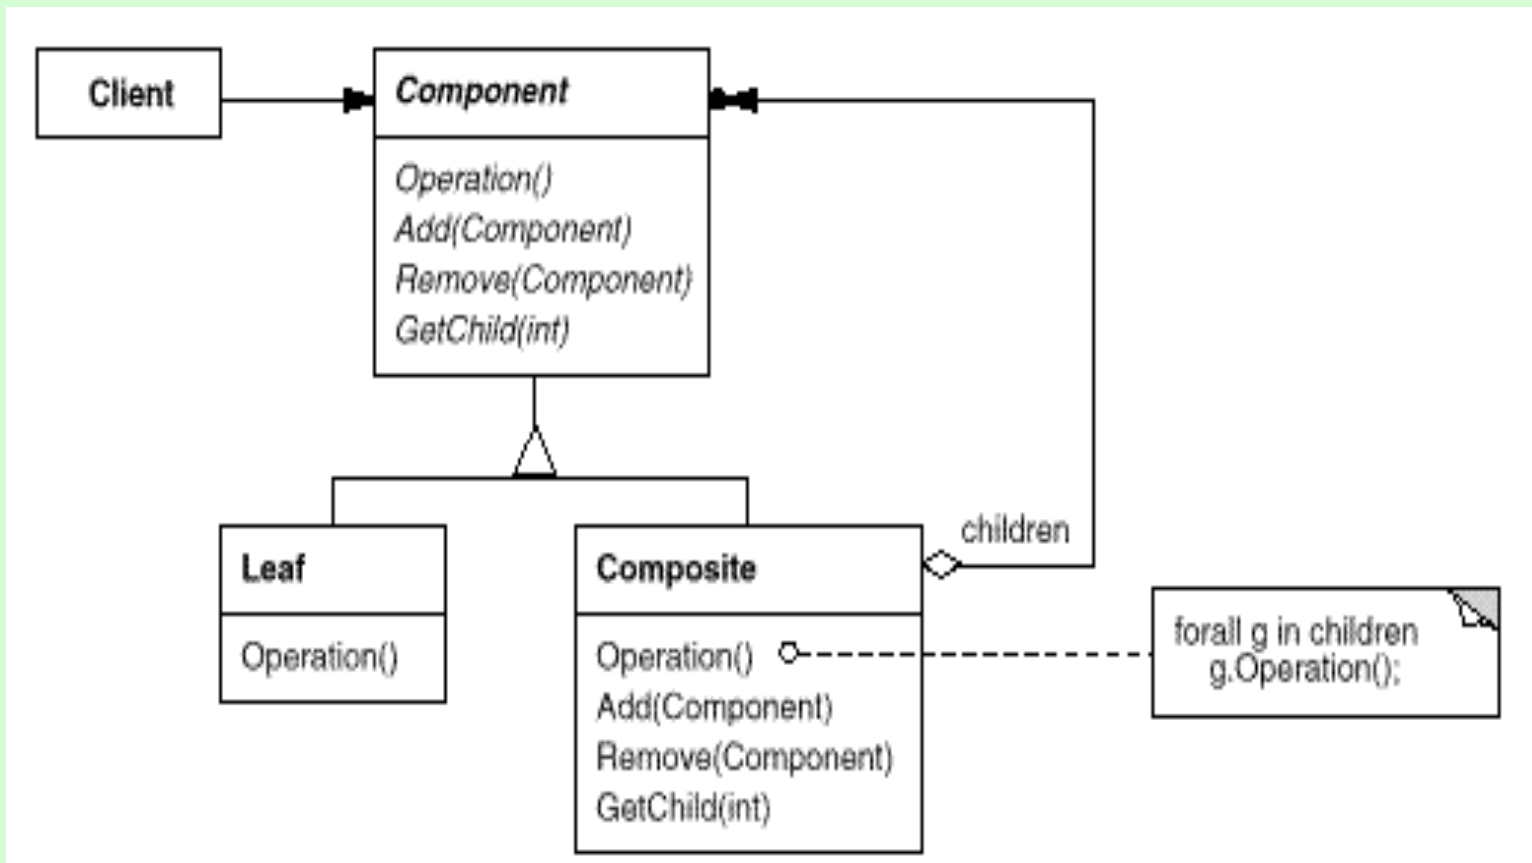 Client
Component
Operation()
Add(Component)
Remove(Component)
GetChild(int)
Leaf
Operation()
Composite
Operation()
Add(Component)
Remove(Component)
GetChild(int)
children
forall g in children
g.Operation();